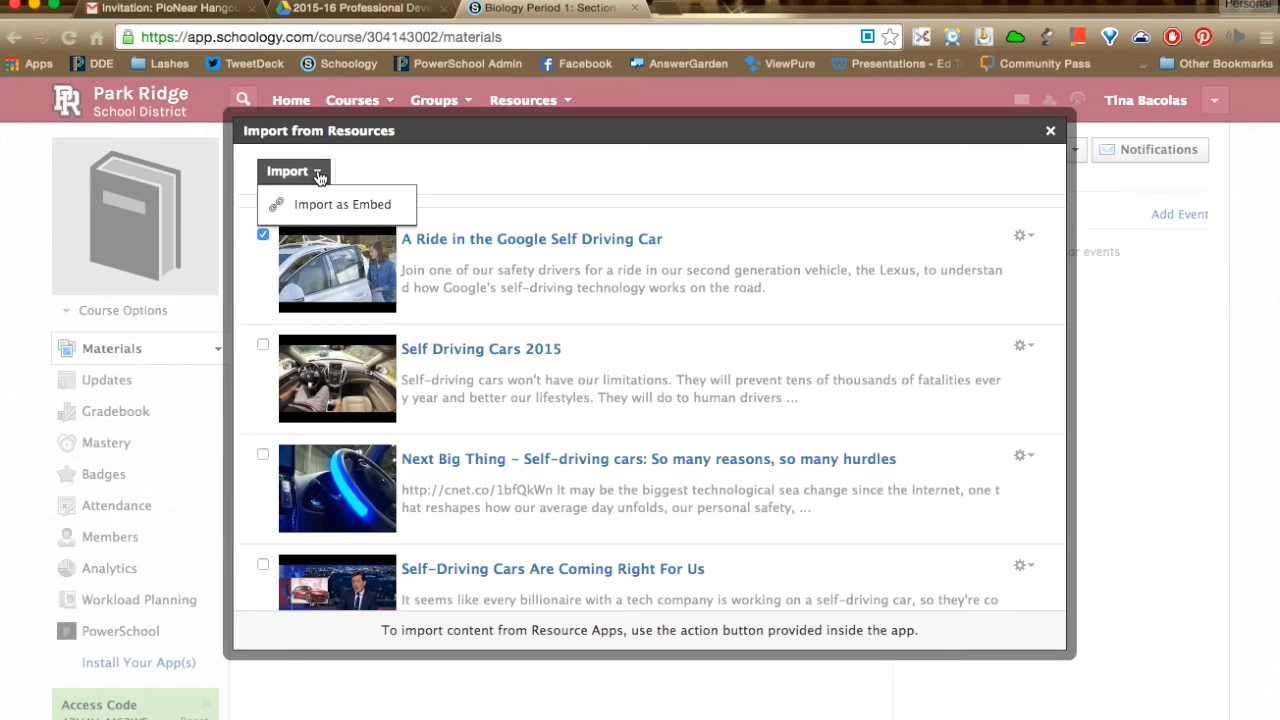 Invitation: PioNear Hangou
2015-16 Professional Deve
Biology Period 1: Section
Personal
https://app.schoology.com/course/304143002/materials
Apps
DDE
Lashes
TweetDeck
Schoology
PowerSchool Admin
Facebook
AnswerGarden
ViewPure
Presentations - Ed T
Community Pass
Other Bookmarks
PR
Park Ridge
School District
Home
Courses
Groups
Resources
Tina Bacolas
Import from Resources
Notifications
Import
Import as Embed
Add Event
or events
A Ride in the Google Self Driving Car
Join one of our safety drivers for a ride in our second generation vehicle, the Lexus, to understan
d how Google's self-driving technology works on the road.
Self Driving Cars 2015
Self-driving cars won't have our limitations. They will prevent tens of thousands of fatalities ever
y year and better our lifestyles. They will do to human drivers ...
Next Big Thing - Self-driving cars: So many reasons, so many hurdles
http://cnet.co/1bfQkWn It may be the biggest technological sea change since the Internet, one t
hat reshapes how our average day unfolds, our personal safety, ...
Self-Driving Cars Are Coming Right For Us
It seems like every billionaire with a tech company is working on a self-driving car, so they're co
To import content from Resource Apps, use the action button provided inside the app.
Course Options
Materials
Updates
Gradebook
Mastery
Badges
Attendance
Members
Analytics
Workload Planning
PowerSchool
Install Your App(s)
Access Code